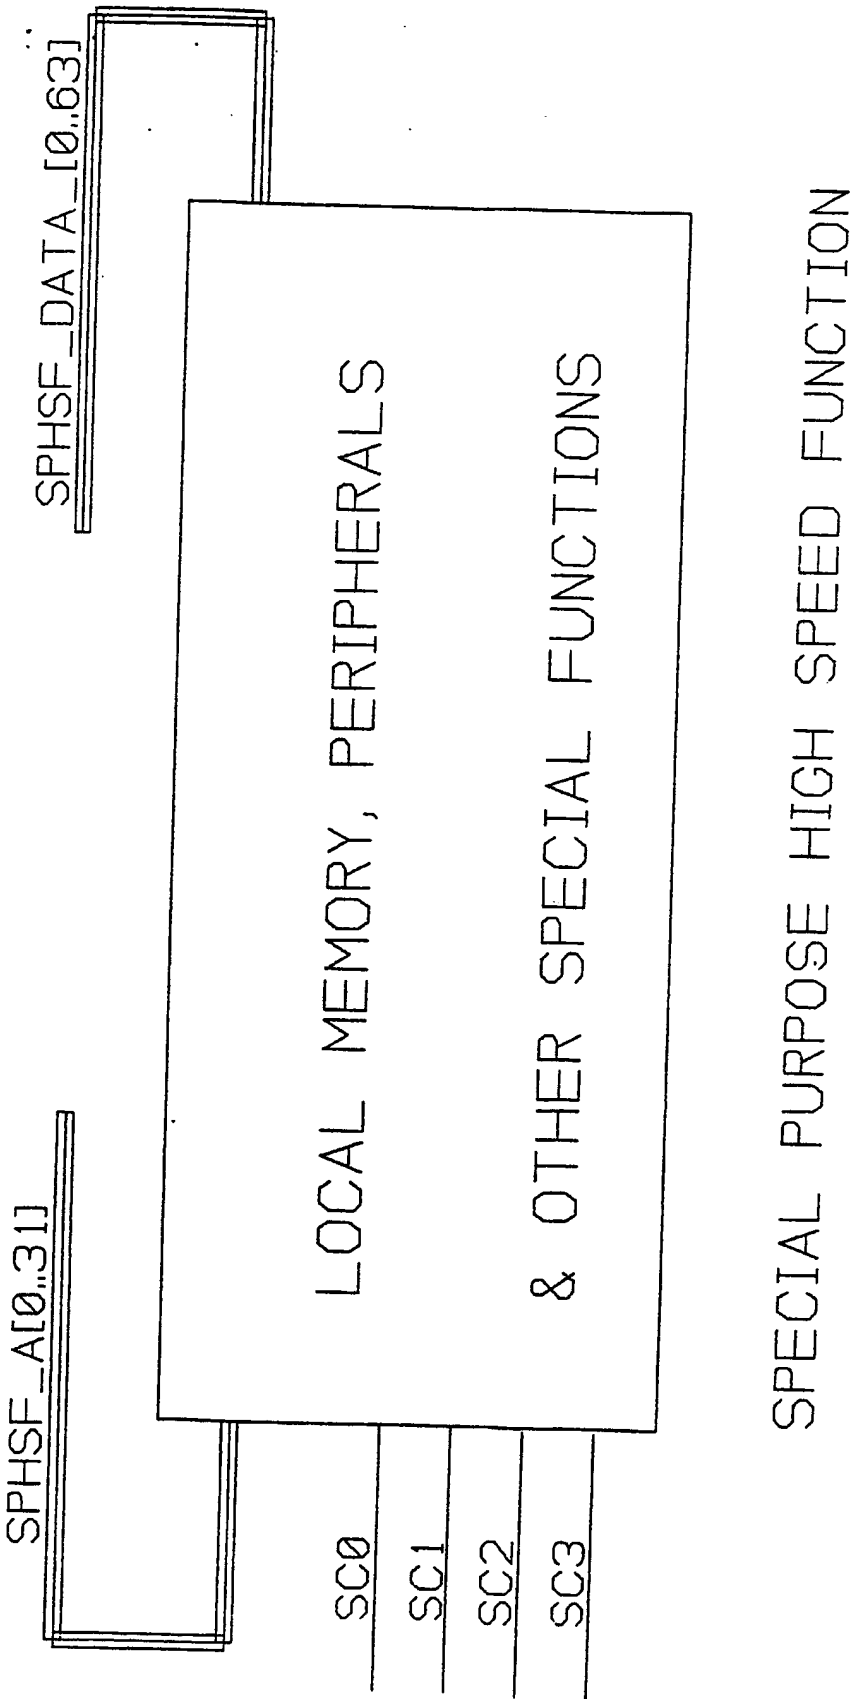 SPHSF_A[0..31]
SPHSF_DATA_[0..63]
LOCAL MEMORY, PERIPHERALS
& OTHER SPECIAL FUNCTIONS
SC0
SC1
SC2
SC3
SPECIAL PURPOSE HIGH SPEED FUNCTION